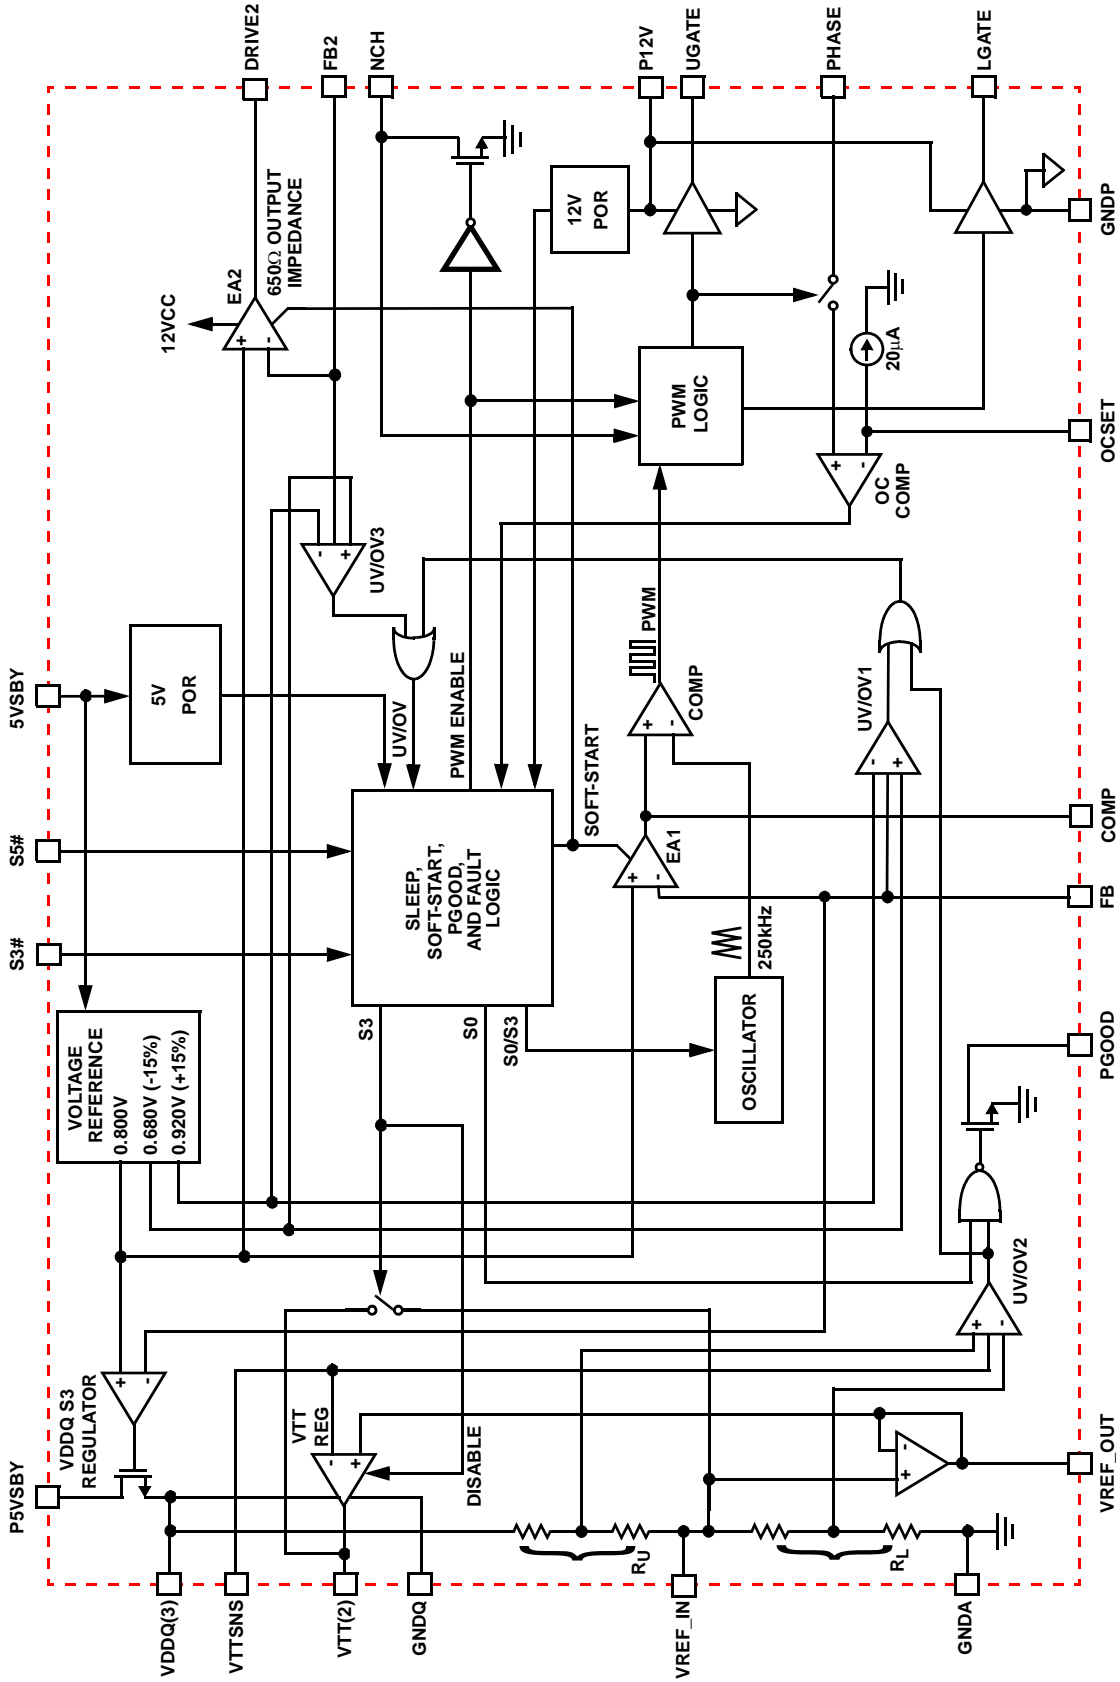 5VSBY
S5#
S3#
P5VSBY
DRIVE2
FB2
NCH
P12V
UGATE
PHASE
LGATE
GNDP
OCSET
COMP
FB
PGOOD
VREF_OUT
VDDQ(3)
VTTSNS
VTT(2)
GNDQ
VREF_IN
GNDA
12VCC
EA2
650Ω OUTPUT
IMPEDANCE
+
-
12V
POR
PWM
LOGIC
20µA
+
-
OC
COMP
-
+
UV/OV3
5V
POR
UV/OV
PWM ENABLE
SOFT-START
PWM
+
-
COMP
UV/OV1
-
+
SLEEP,
SOFT-START,
PGOOD,
AND FAULT
LOGIC
+
-
EA1
250kHz
OSCILLATOR
S3
S0
S0/S3
VOLTAGE
REFERENCE
0.800V
0.680V (-15%)
0.920V (+15%)
VDDQ S3
REGULATOR
+
-
VTT
REG
-
+
DISABLE
UV/OV2
+
-
-
+
RU
RL